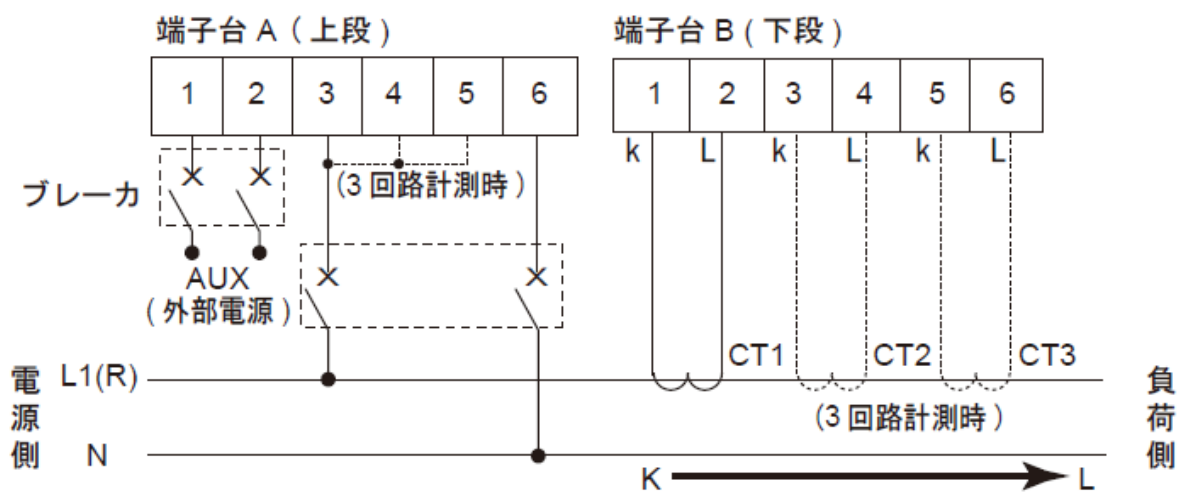 端子台 A ( 上段 )
端子台 B ( 下段 )
1 2 3 4 5 6
1 2 3 4 5 6
k L k L k L
ブレーカ
(3 回路計測時 )
AUX
( 外部電源 )
CT1 CT2 CT3
電源側
L1(R)
N
(3 回路計測時 )
負荷側
K L